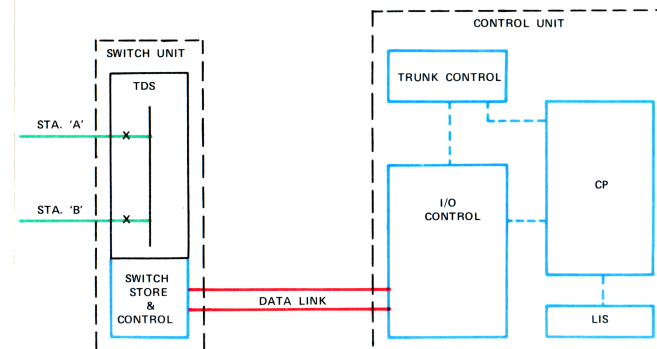 CONTROL UNIT
SWITCH UNIT
TDS
TRUNK CONTROL
STA. 'A'
CP
I/O
CONTROL
STA. 'B'
SWITCH
STORE
&
CONTROL
DATA LINK
LIS